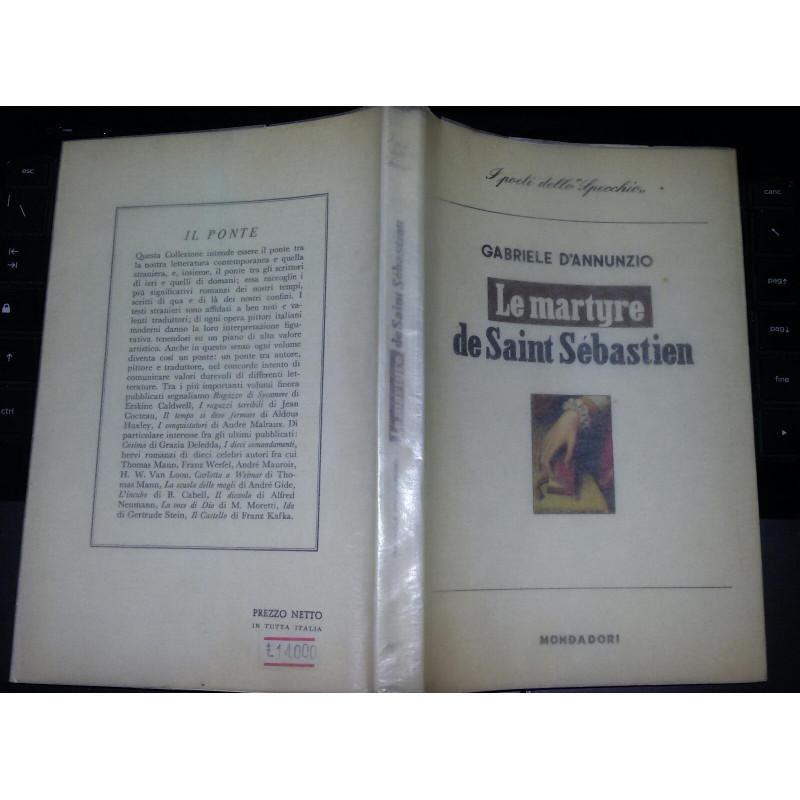 IL PONTE
Questa Collezione intende essere il ponte tra
la nostra letteratura contemporanea e quella
straniera, e, insieme, il ponte tra gli scrittori
di ieri e quelli di domani; essa raccoglie i
più significativi romanzi dei nostri tempi,
scritti di qua e di là dei nostri confini. I
testi stranieri sono affidati a ben noti e va-
lenti traduttori; di ogni opera pittori italiani
moderni danno la loro interpretazione figu-
rativa tenendosi su un piano di alto valore
artistico. Anche in questo senso ogni volume
diventa così un ponte: un ponte tra autore,
pittore e traduttore, nel concorde intento di
comunicare valori durevoli di differenti let-
terature. Tra i più importanti volumi finora
pubblicati segnaliamo Ragazzo di Sycamore di
Erskine Caldwell, I ragazzi terribili di Jean
Cocteau, Il tempo si deve fermare di Aldous
Huxley, I conquistatori di André Malraux. Di
particolare interesse fra gli ultimi pubblicati:
Cosima di Grazia Deledda, I dieci comandamenti,
brevi romanzi di dieci celebri autori fra cui
Thomas Mann, Franz Werfel, André Maurois,
H. W. Van Loon, Carlotta a Weimar di Tho-
mas Mann, La scuola delle mogli di André Gide,
L'incubo di B. Cabell, Il diavolo di Alfred
Neumann, La voce di Dio di M. Moretti, Ida
di Gertrude Stein, Il Castello di Franz Kafka.
PREZZO NETTO
IN TUTTA ITALIA
£14000
de Saint Sébastien
I poeti dello "Specchio"
GABRIELE D'ANNUNZIO
Le martyre
de Saint Sébastien
MONDADORI
esc
ctrl
canc
pag↑
pag↓
fine